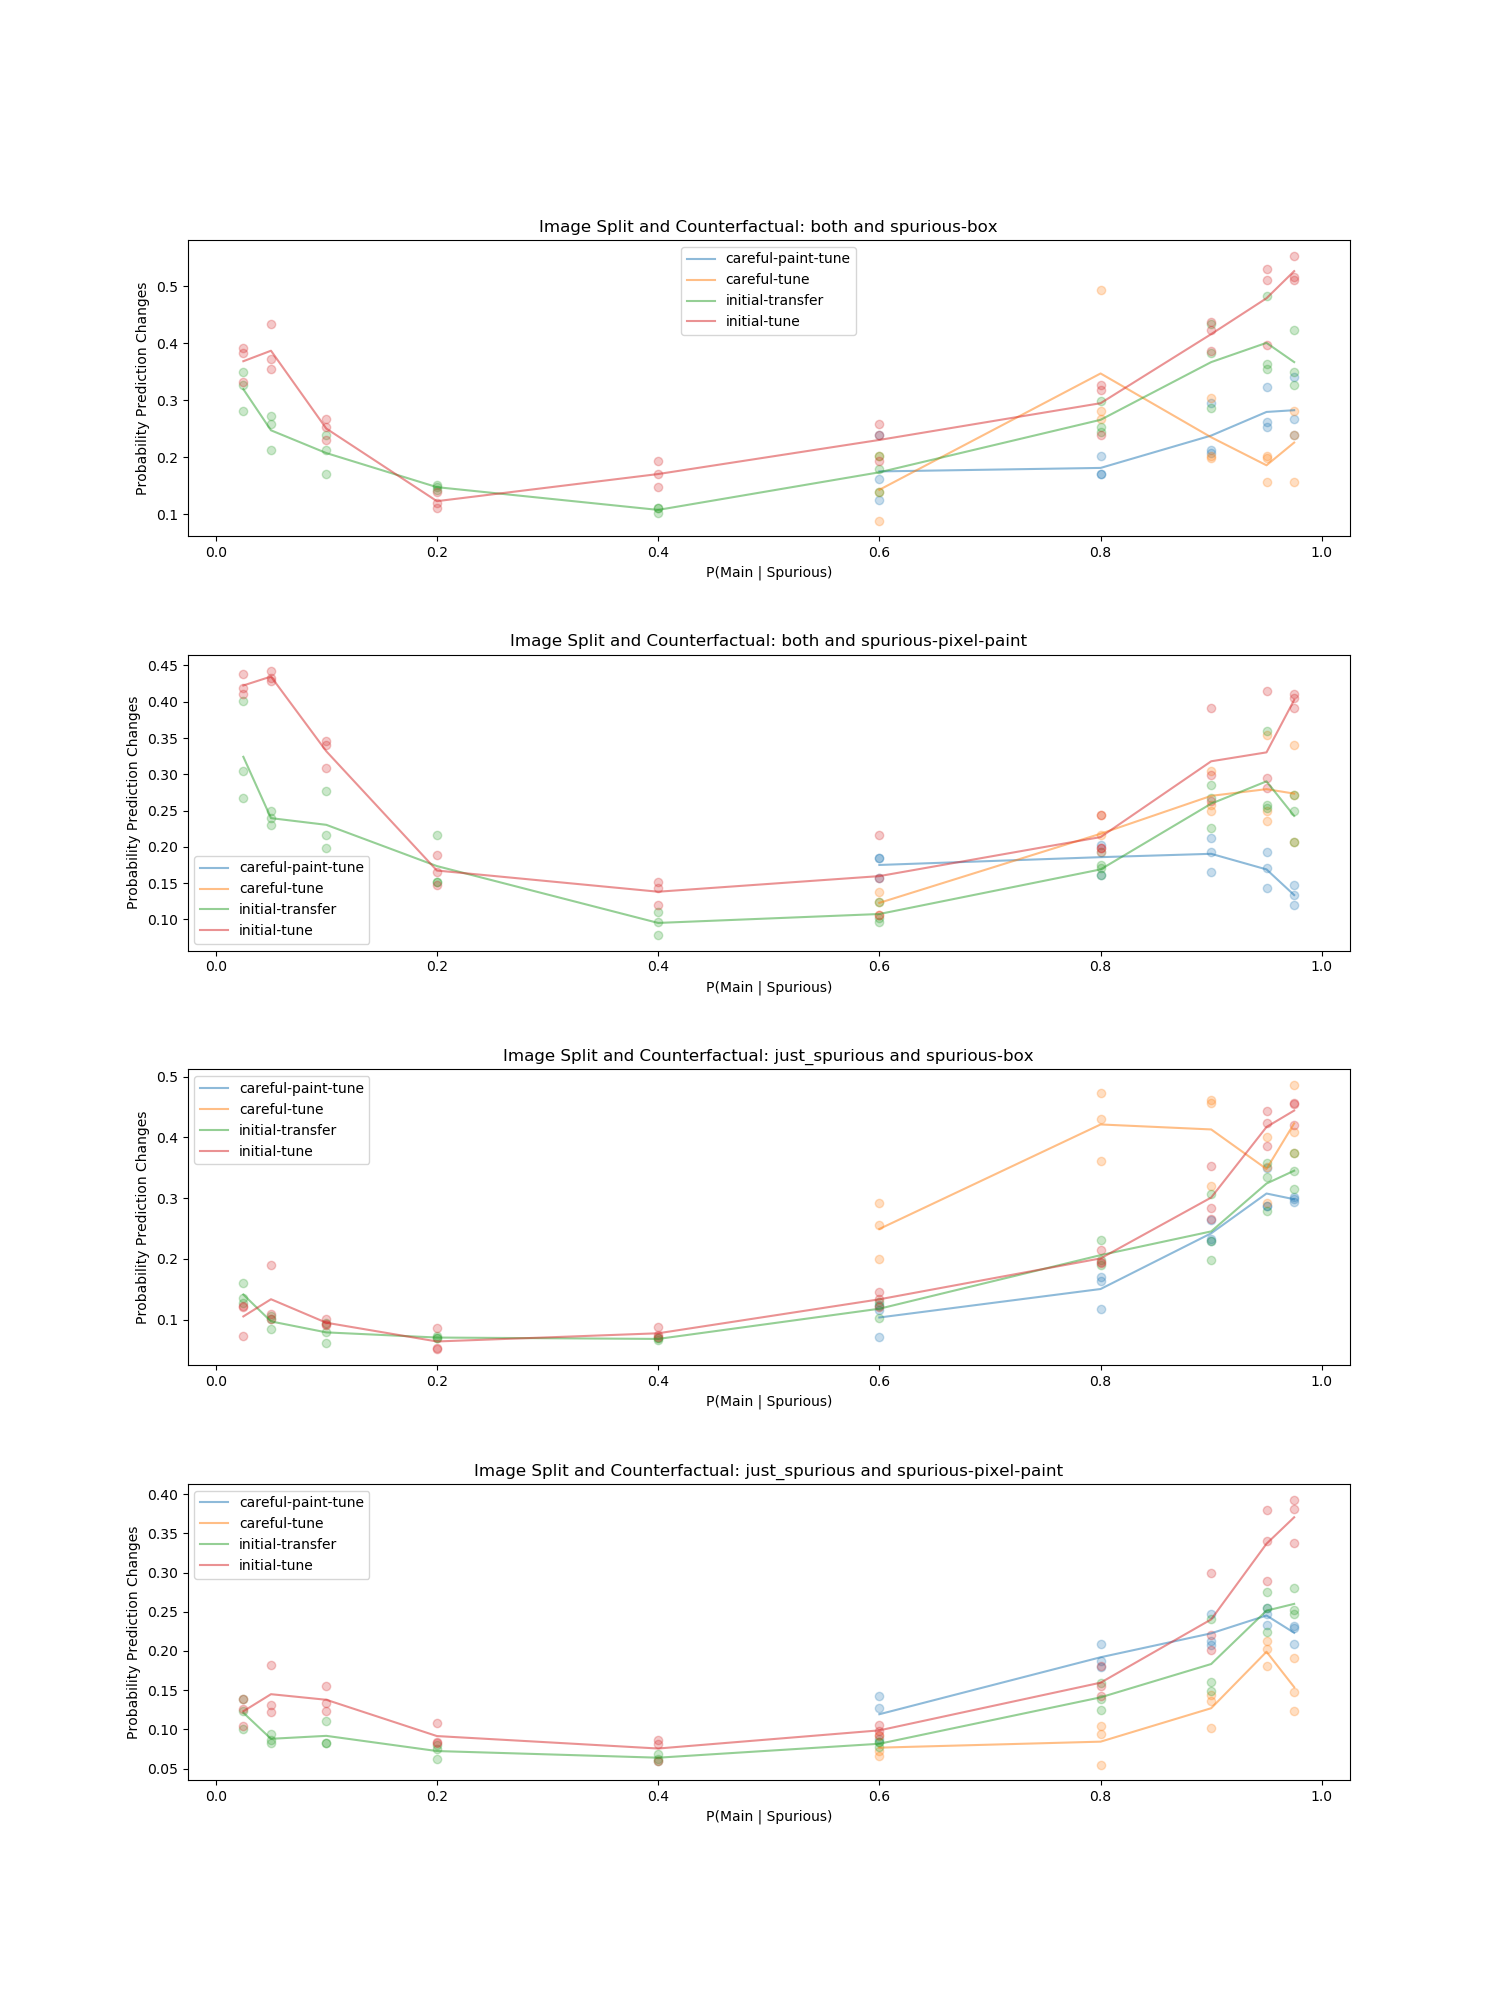 Image Split and Counterfactual: both and spurious-box
careful-paint-tune
careful-tune
initial-transfer
initial-tune
Probability Prediction Changes
0.5
0.4
0.3
0.2
0.1
0.0 0.2 0.4 0.6 0.8 1.0
P(Main | Spurious)
Image Split and Counterfactual: both and spurious-pixel-paint
Probability Prediction Changes
0.45
0.40
0.35
0.30
0.25
0.20
0.15
0.10
careful-paint-tune
careful-tune
initial-transfer
initial-tune
0.0 0.2 0.4 0.6 0.8 1.0
P(Main | Spurious)
Image Split and Counterfactual: just_spurious and spurious-box
careful-paint-tune
careful-tune
initial-transfer
initial-tune
Probability Prediction Changes
0.5
0.4
0.3
0.2
0.1
0.0 0.2 0.4 0.6 0.8 1.0
P(Main | Spurious)
Image Split and Counterfactual: just_spurious and spurious-pixel-paint
careful-paint-tune
careful-tune
initial-transfer
initial-tune
Probability Prediction Changes
0.40
0.35
0.30
0.25
0.20
0.15
0.10
0.05
0.0 0.2 0.4 0.6 0.8 1.0
P(Main | Spurious)